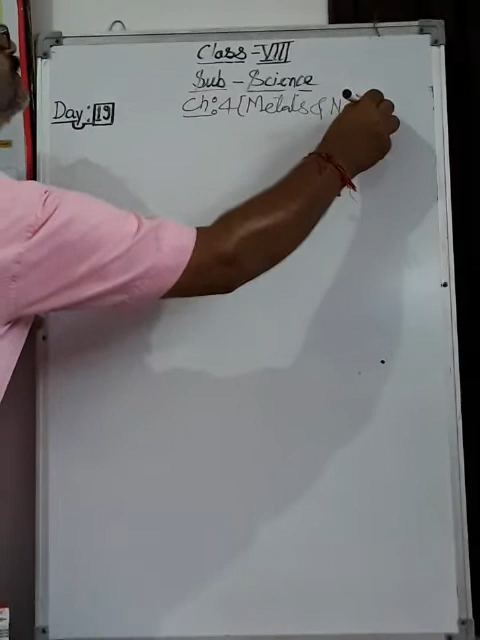 Class - VIII
Sub - Science
Day: 19
Ch: 4 (Metals & N